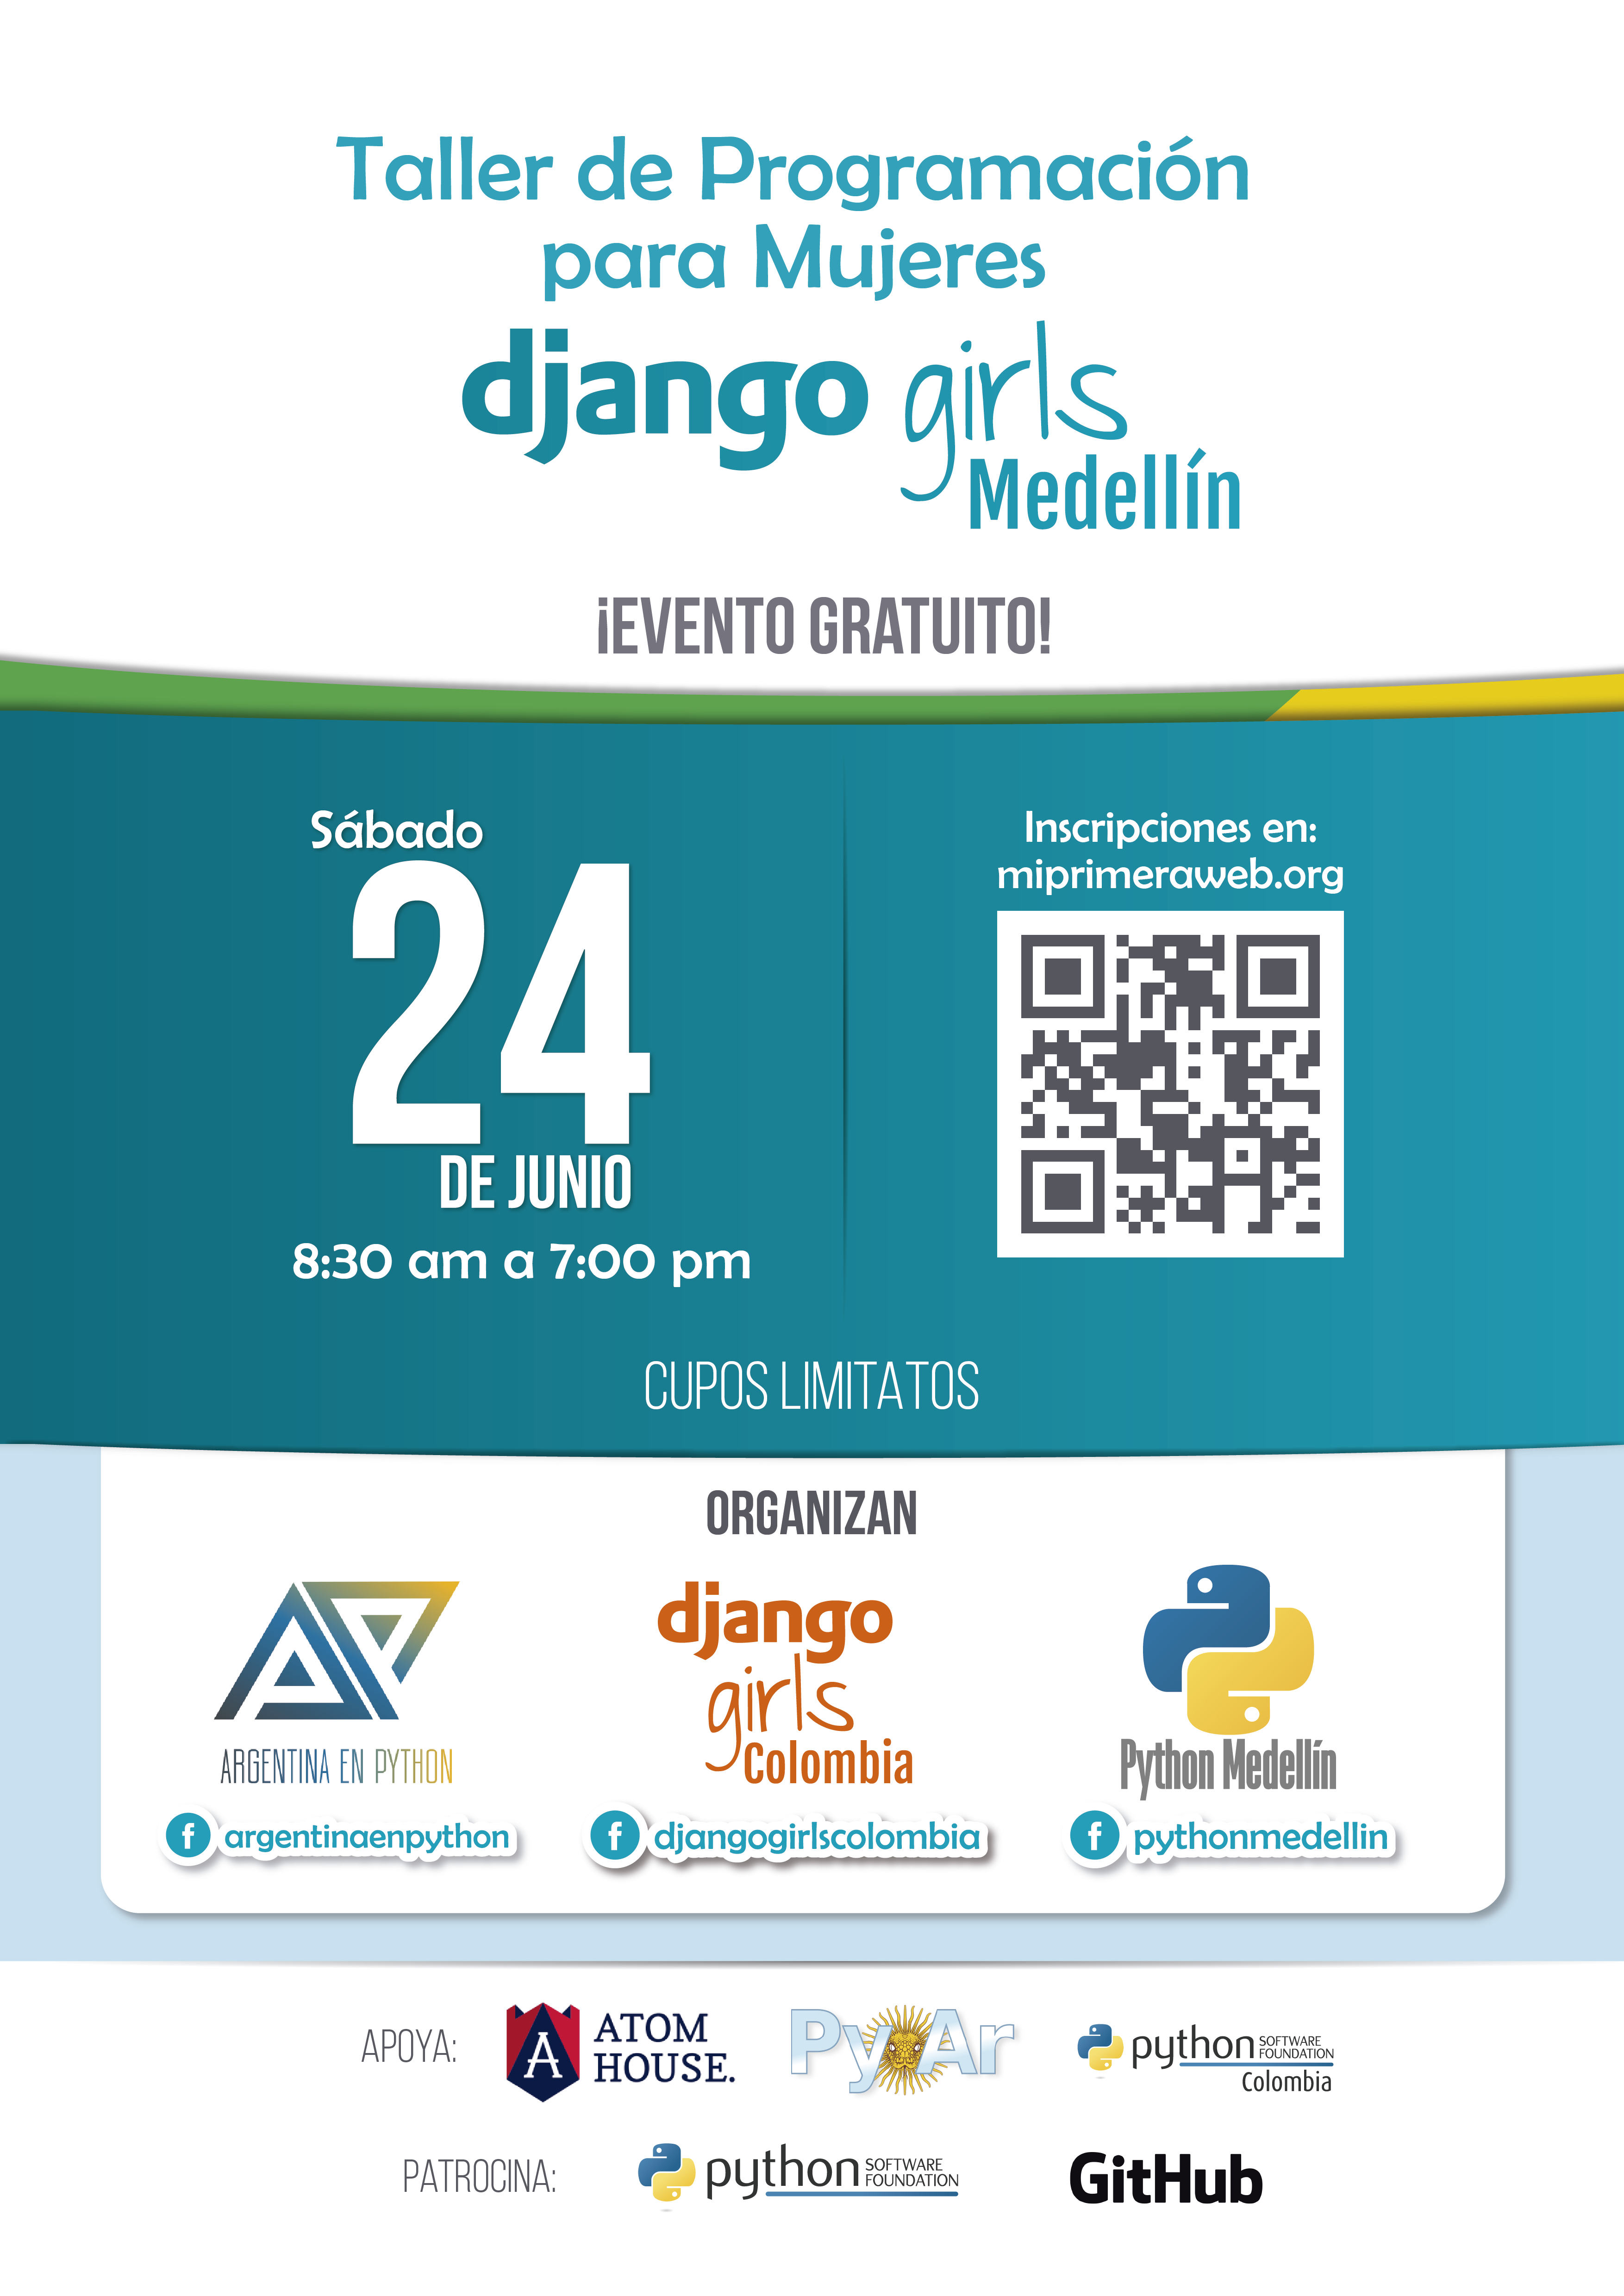 Taller de Programación
para Mujeres
django girls
Medellín
¡EVENTO GRATUITO!
Sábado
24
DE JUNIO
8:30 am a 7:00 pm
Inscripciones en:
miprimeraweb.org
CUPOS LIMITATOS
ORGANIZAN
ARGENTINA EN PYTHON
argentinaenpython
django
girls
Colombia
djangogirlscolombia
Python Medellín
pythonmedellin
APOYA:
A
ATOM
HOUSE.
PyAr
python SOFTWARE
FOUNDATION
Colombia
PATROCINA:
python SOFTWARE
FOUNDATION
GitHub